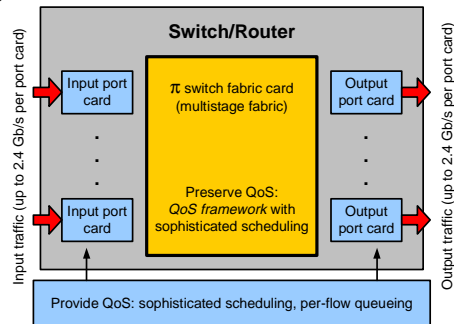 Switch/Router
Input port
card
π switch fabric card
(multistage fabric)
Output
port card
.
.
.
.
.
.
Preserve QoS:
QoS framework with
sophisticated scheduling
Input port
card
Output
port card
Input traffic (up to 2.4 Gb/s per port card)
Output traffic (up to 2.4 Gb/s per port card)
Provide QoS: sophisticated scheduling, per-flow queueing